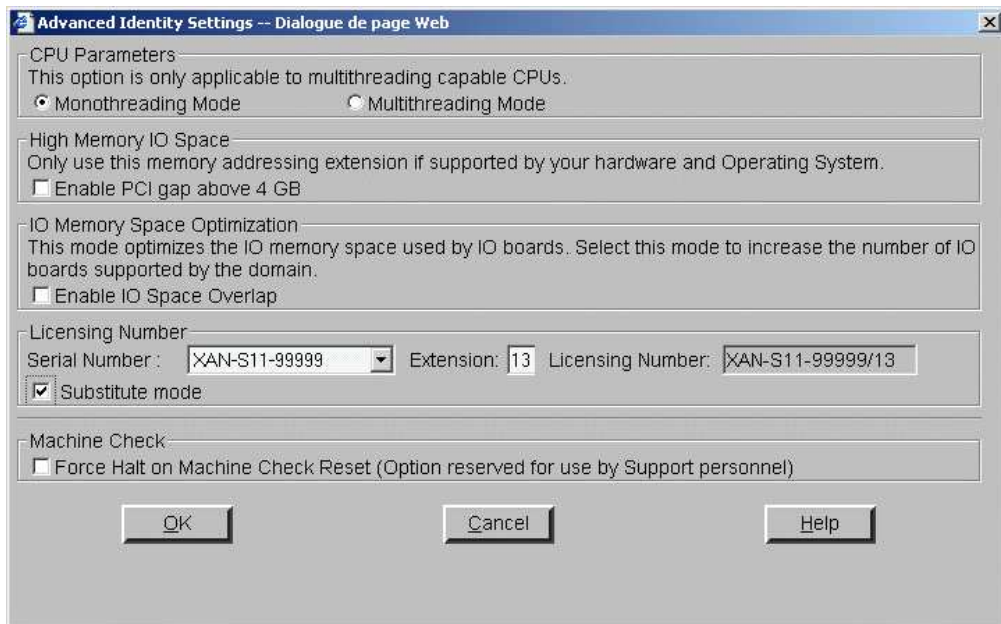 Advanced Identity Settings -- Dialogue de page Web
CPU Parameters
This option is only applicable to multithreading capable CPUs.
Monothreading Mode Multithreading Mode
High Memory IO Space
Only use this memory addressing extension if supported by your hardware and Operating System.
Enable PCI gap above 4 GB
IO Memory Space Optimization
This mode optimizes the IO memory space used by IO boards. Select this mode to increase the number of IO
boards supported by the domain.
Enable IO Space Overlap
Licensing Number
Serial Number : XAN-S11-99999 Extension: 13 Licensing Number: XAN-S11-99999/13
Substitute mode
Machine Check
Force Halt on Machine Check Reset (Option reserved for use by Support personnel)
OK Cancel Help